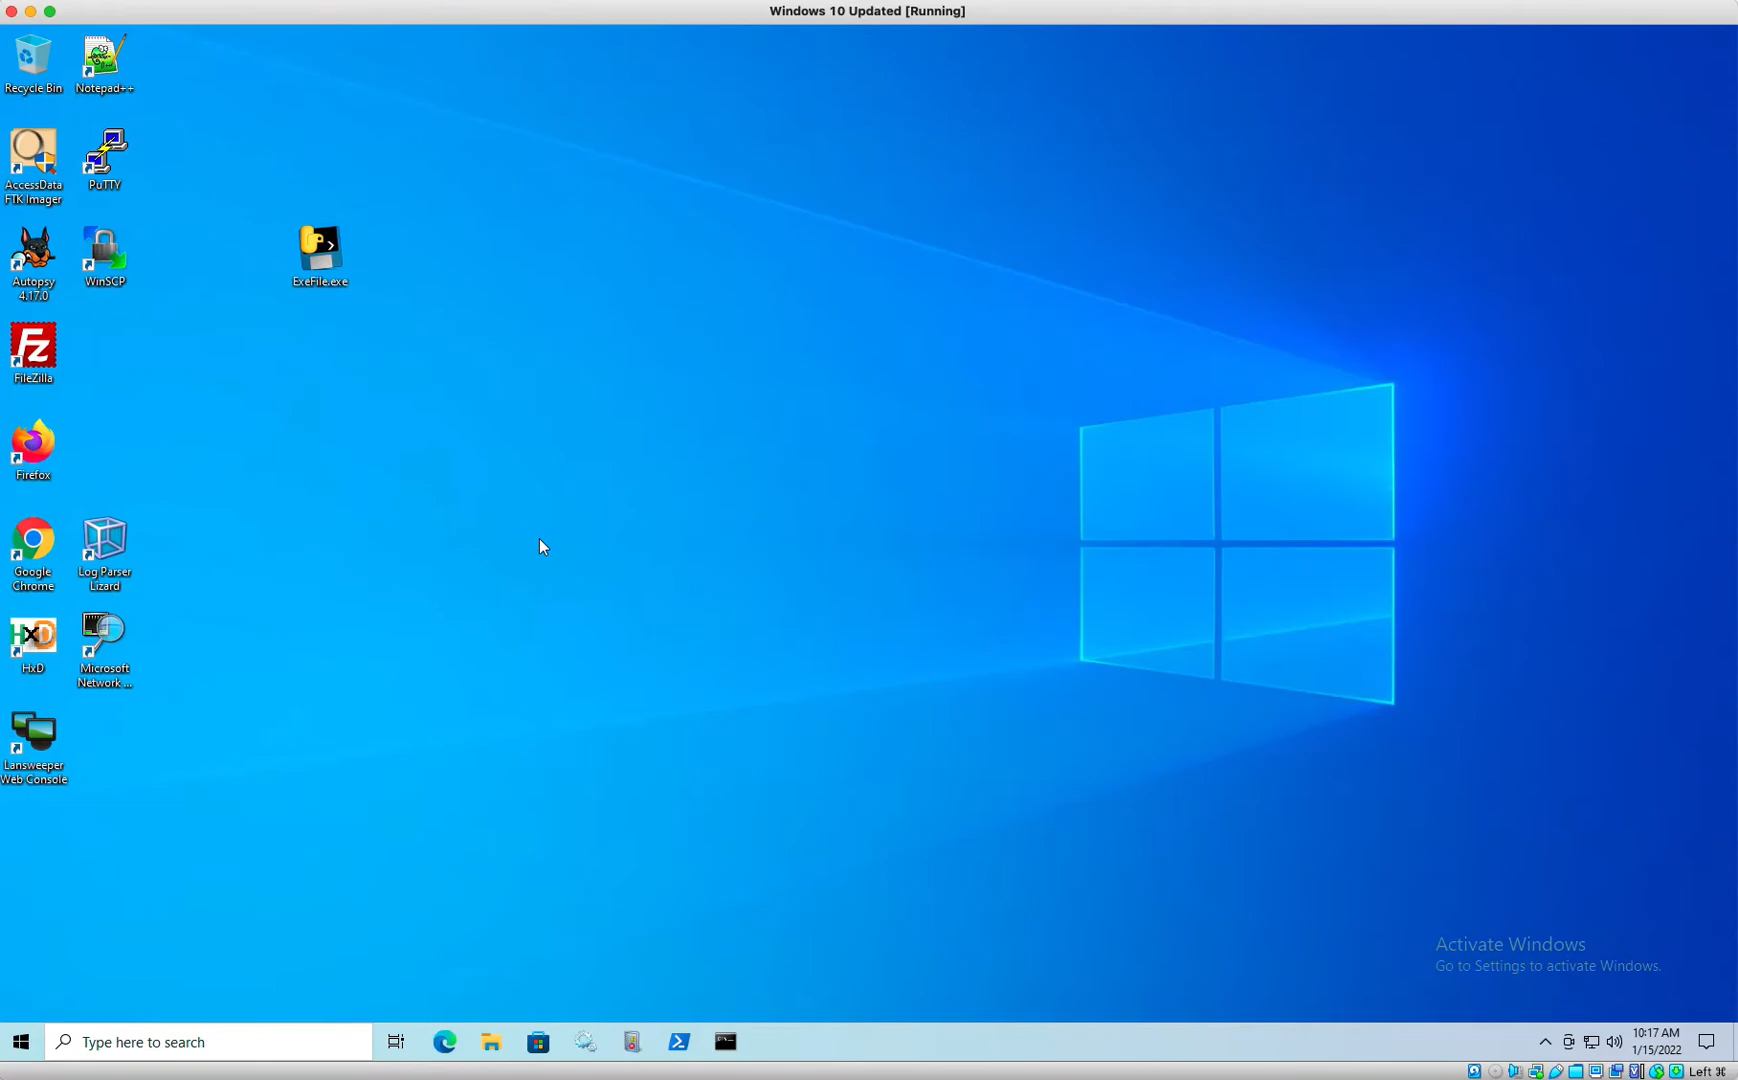 Windows 10 Updated [Running]
Recycle Bin
Notepad++
AccessData
FTK Imager
PuTTY
Autopsy
4.17.0
WinSCP
ExeFile.exe
Fz
FileZilla
Firefox
Google
Chrome
Log Parser
Lizard
HxD
HxD
Microsoft
Network ...
Lansweeper
Web Console
Activate Windows
Go to Settings to activate Windows.
Type here to search
10:17 AM
1/15/2022
Left ⌘